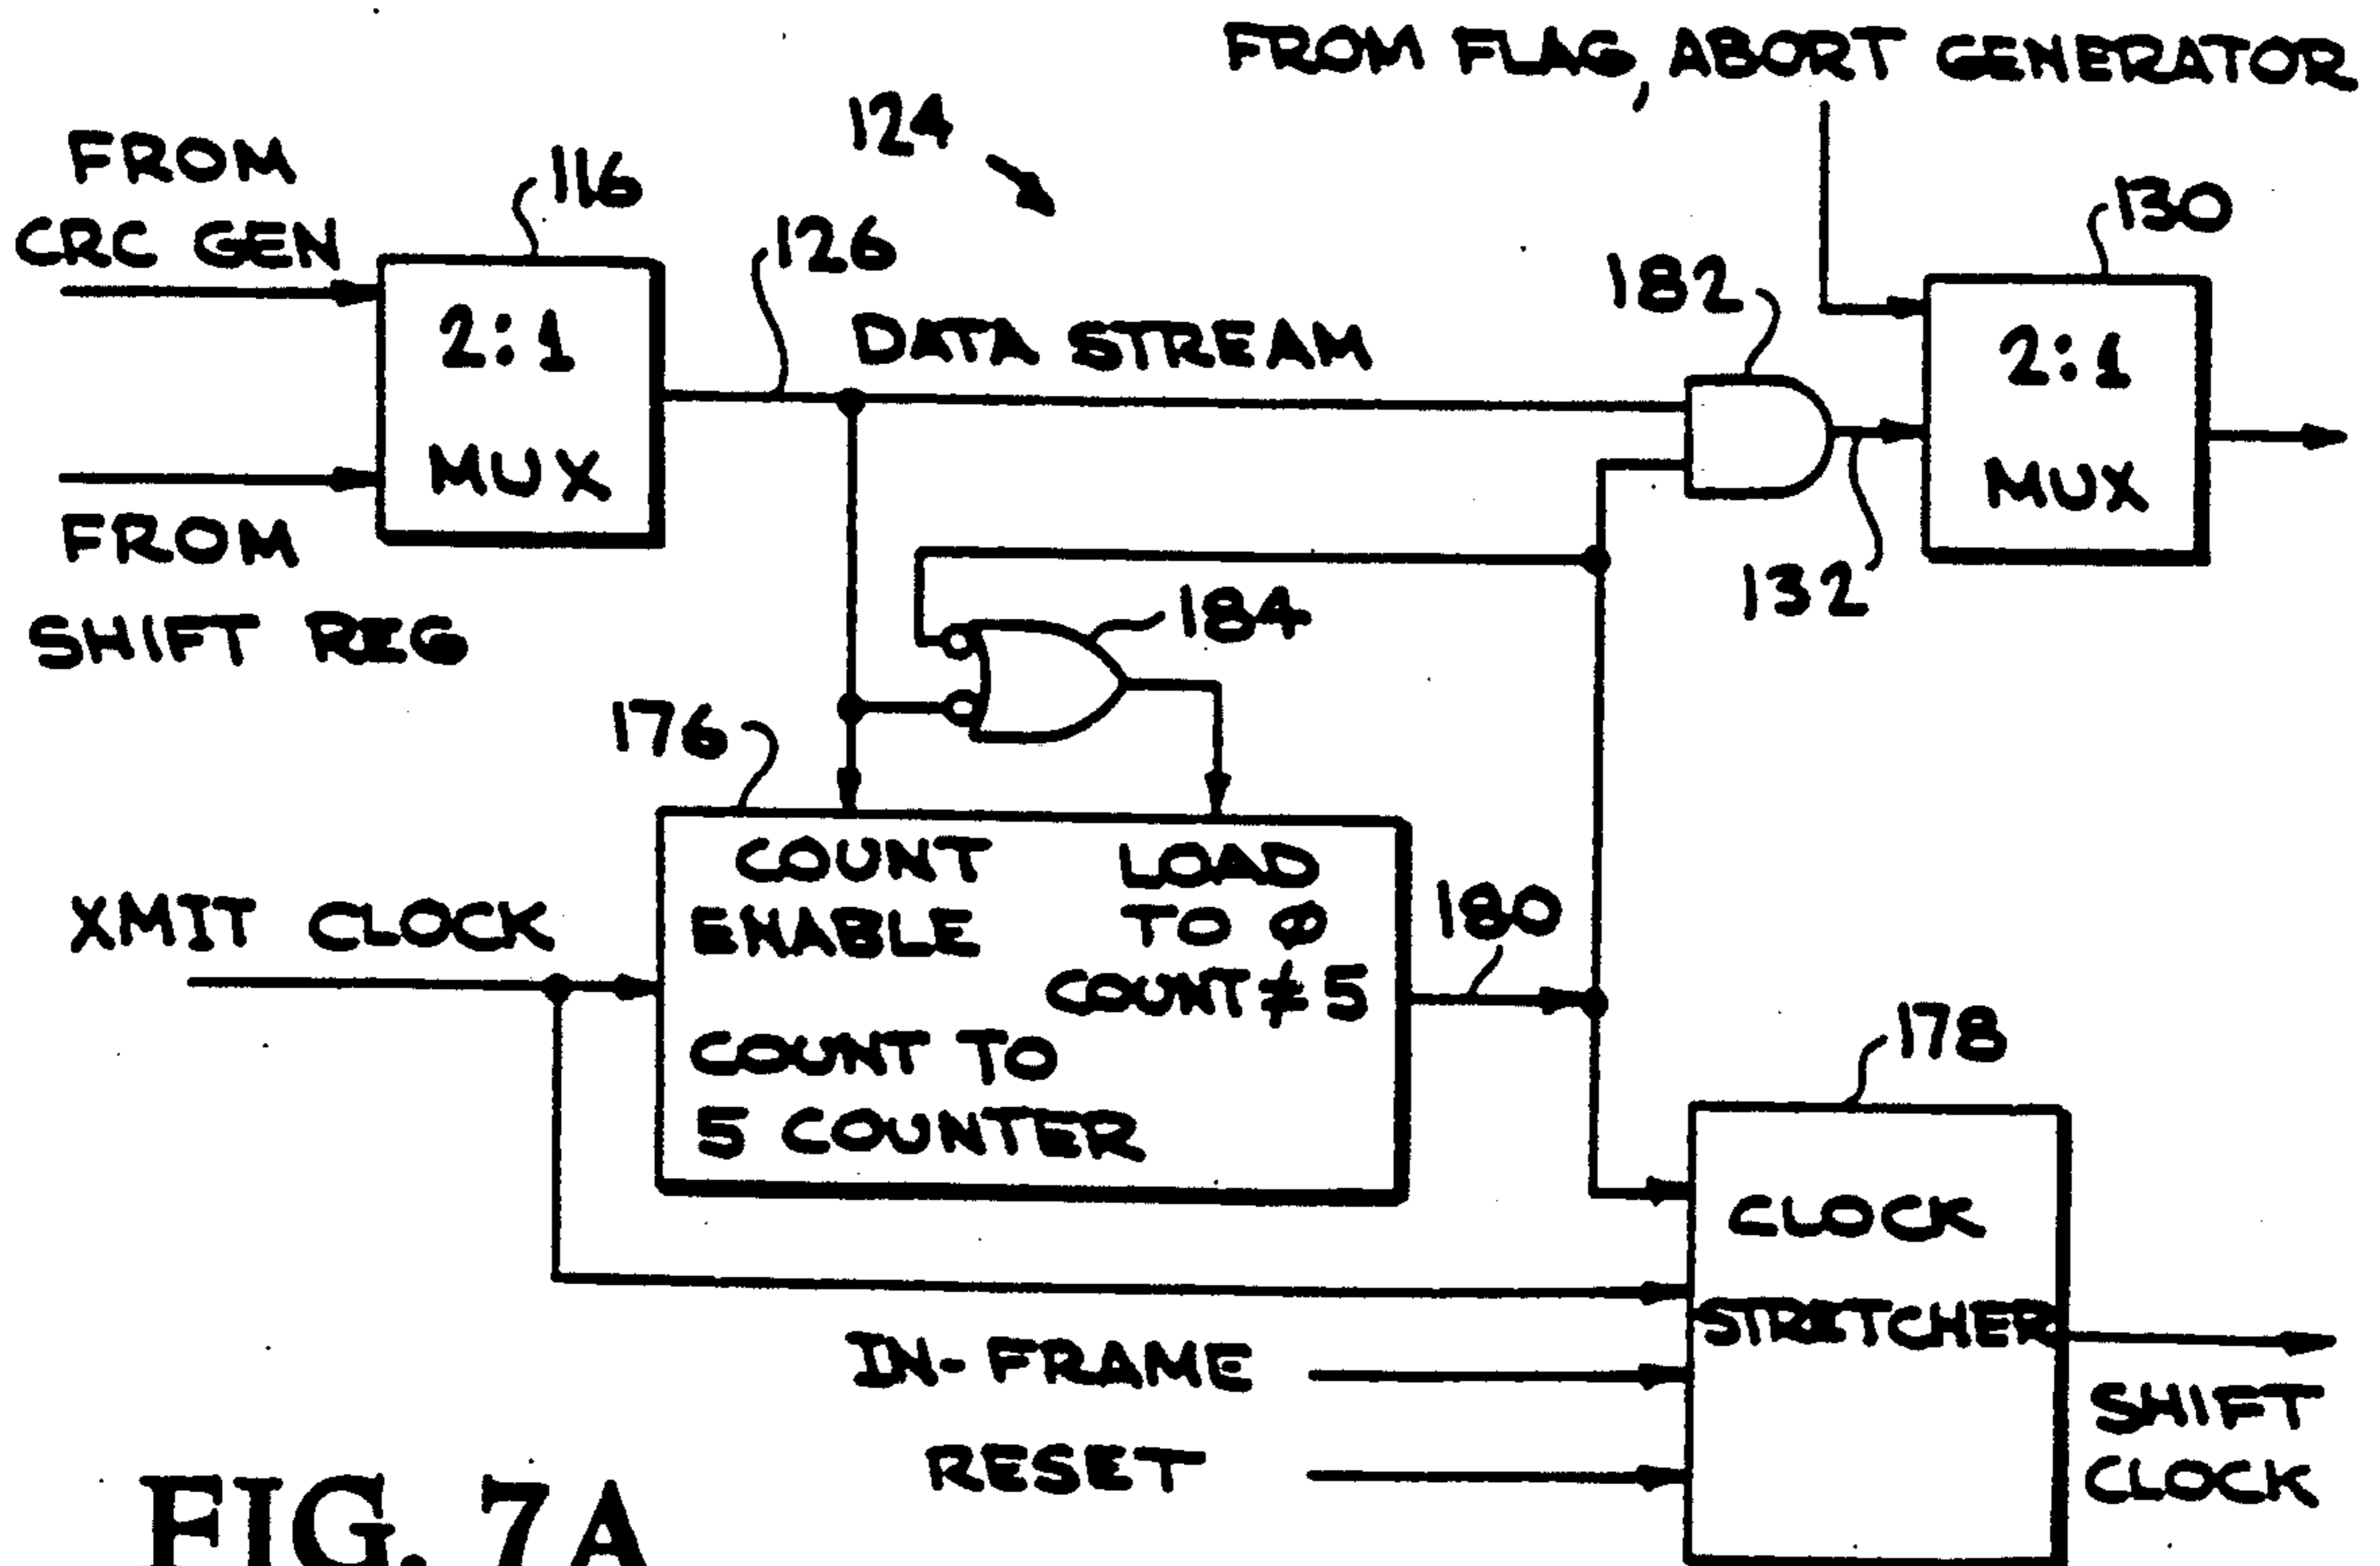 FROM FLAG, ABORT GENERATOR
124
FROM
CRC GEN
116
126
130
182
2:1
MUX
DATA STREAM
2:1
MUX
FROM
SHIFT REG
132
184
176
COUNT
ENABLE
LOAD
TO Ø
COUNT ≠ 5
180
XMIT CLOCK
COUNT TO
5 COUNTER
178
CLOCK
STRETCHER
IN-FRAME
RESET
SHIFT
CLOCK
FIG. 7A